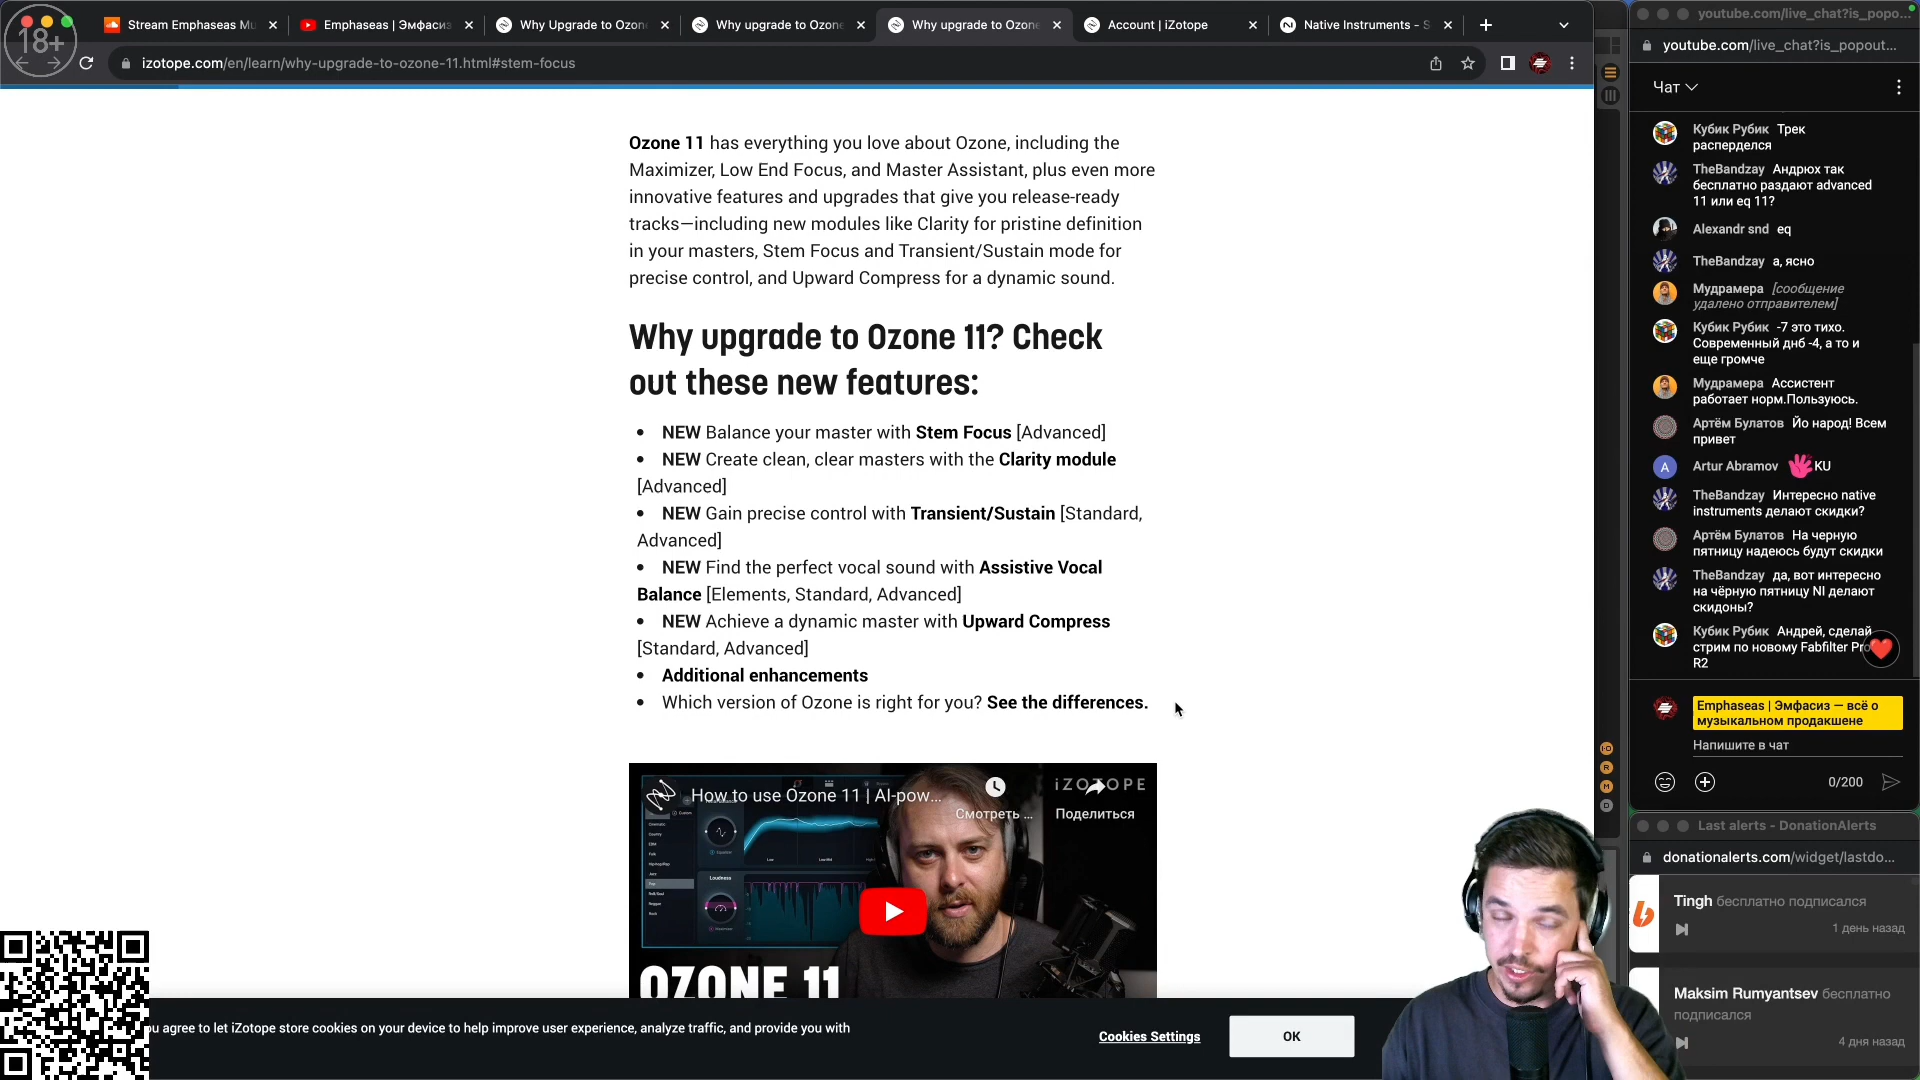 18+
Stream Emphaseas Mu
Emphaseas | Эмфасиз
Why Upgrade to Ozon
Why upgrade to Ozone
Why upgrade to Ozone
Account | iZotope
Native Instruments - S
izotope.com/en/learn/why-upgrade-to-ozone-11.html#stem-focus
Ozone 11 has everything you love about Ozone, including the
Maximizer, Low End Focus, and Master Assistant, plus even more
innovative features and upgrades that give you release-ready
tracks—including new modules like Clarity for pristine definition
in your masters, Stem Focus and Transient/Sustain mode for
precise control, and Upward Compress for a dynamic sound.
Why upgrade to Ozone 11? Check
out these new features:
• NEW Balance your master with Stem Focus [Advanced]
• NEW Create clean, clear masters with the Clarity module
[Advanced]
• NEW Gain precise control with Transient/Sustain [Standard,
Advanced]
• NEW Find the perfect vocal sound with Assistive Vocal
Balance [Elements, Standard, Advanced]
• NEW Achieve a dynamic master with Upward Compress
[Standard, Advanced]
• Additional enhancements
• Which version of Ozone is right for you? See the differences.
How to use Ozone 11 | AI-pow...
Смотреть ...
iZOTOPE
Поделиться
OZONE 11
u agree to let iZotope store cookies on your device to help improve user experience, analyze traffic, and provide you with
Cookies Settings
OK
youtube.com/live_chat?is_popo...
youtube.com/live_chat?is_popout...
Чат
Кубик Рубик Трек
расперделся
TheBandzay Андрюх так
бесплатно раздают advanced
11 или eq 11?
Alexandr snd eq
TheBandzay а, ясно
Мудрамера [сообщение
удалено отправителем]
Кубик Рубик -7 это тихо.
Современный днб -4, а то и
еще громче
Мудрамера Ассистент
работает норм.Пользуюсь.
Артём Булатов Йо народ! Всем
привет
A
Artur Abramov KU
TheBandzay Интересно native
instruments делают скидки?
Артём Булатов На черную
пятницу надеюсь будут скидки
TheBandzay да, вот интересно
на чёрную пятницу NI делают
скидоны?
Кубик Рубик Андрей, сделай
стрим по новому Fabfilter Pro
R2
Emphaseas | Эмфасиз — всё о
музыкальном продакшене
Напишите в чат
0/200
Last alerts - DonationAlerts
donationalerts.com/widget/lastdo...
Tingh бесплатно подписался
1 день назад
Maksim Rumyantsev бесплатно
подписался
4 дня назад